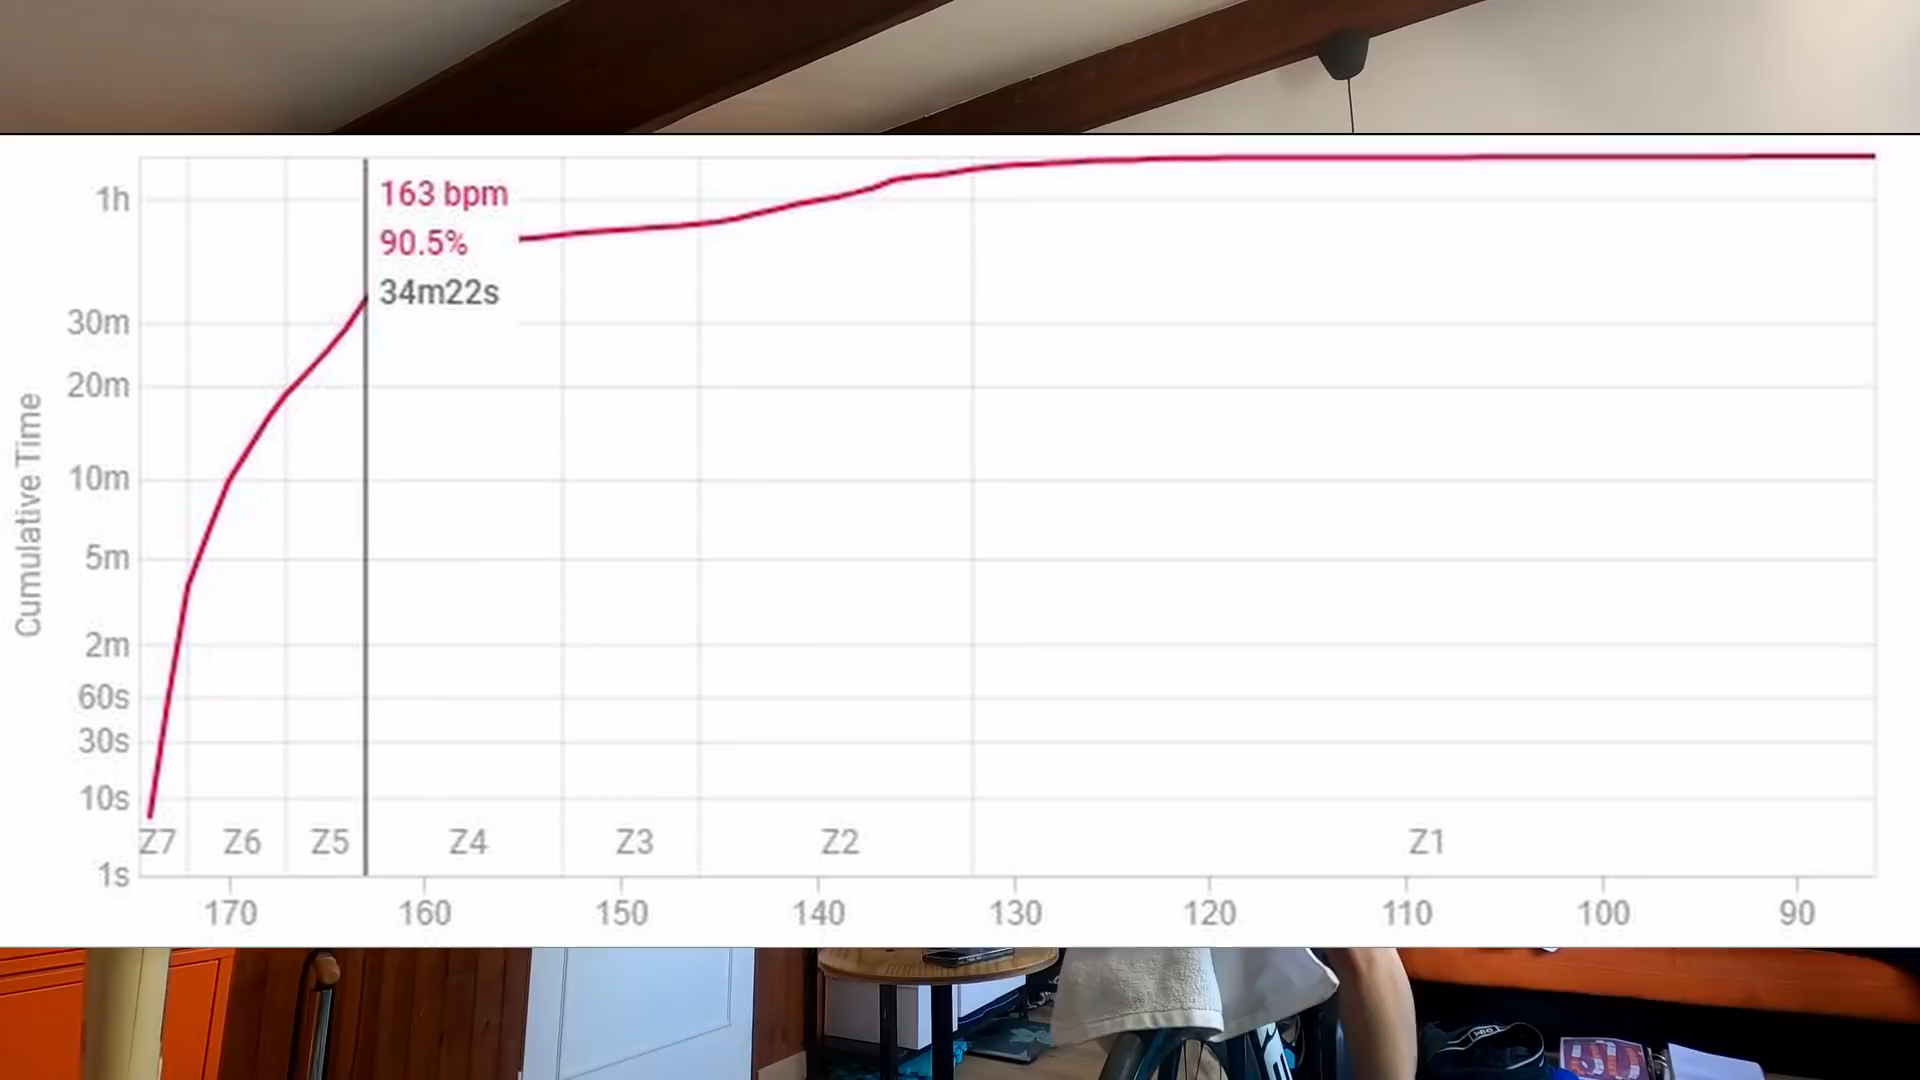 1h
30m
20m
10m
5m
2m
60s
30s
10s
1s
Cumulative Time
163 bpm
90.5%
34m22s
Z7 Z6 Z5 Z4 Z3 Z2 Z1
170 160 150 140 130 120 110 100 90